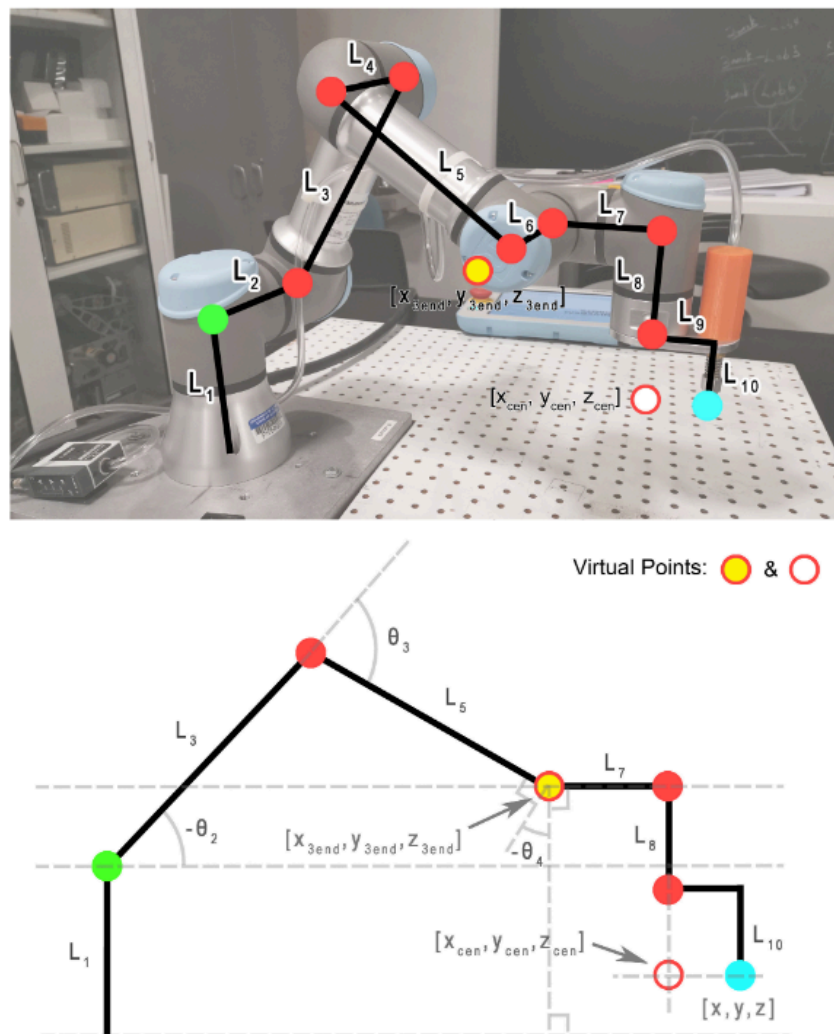 L₄
L₅
L₃
L₆
L₇
L₂
L₈
[x₃end, y₃end, z₃end]
L₉
L₁
L₁₀
[xcen, ycen, zcen]
Virtual Points: & 
θ₃
L₅
L₃
L₇
-θ₂
[x₃end, y₃end, z₃end]
-θ₄
L₈
[xcen, ycen, zcen]
L₁
L₁₀
[x, y, z]